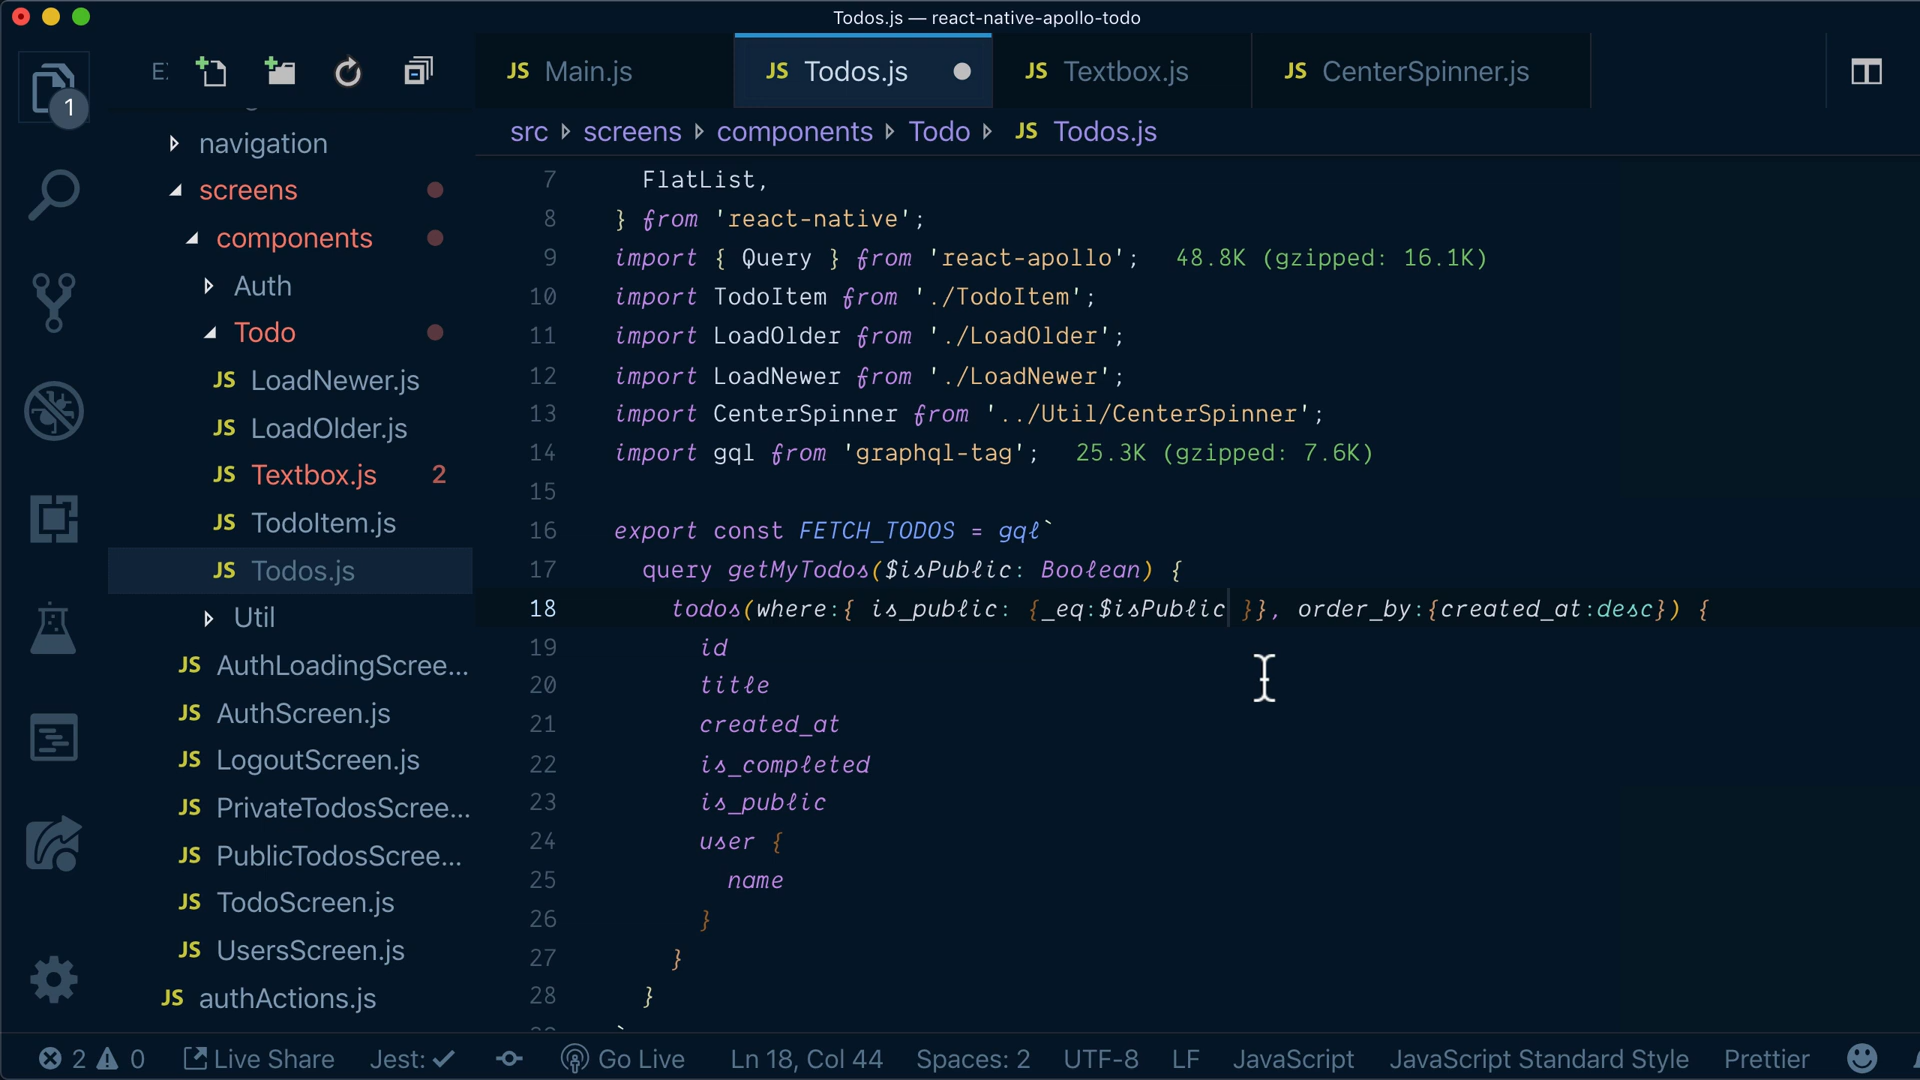 Todos.js — react-native-apollo-todo
E:
JS Main.js
JS Todos.js
JS Textbox.js
JS CenterSpinner.js
1
src screens components Todo JS Todos.js
navigation
screens
components
Auth
Todo
JS LoadNewer.js
JS LoadOlder.js
JS Textbox.js 2
JS TodoItem.js
JS Todos.js
Util
JS AuthLoadingScree...
JS AuthScreen.js
JS LogoutScreen.js
JS PrivateTodosScree...
JS PublicTodosScree...
JS TodoScreen.js
JS UsersScreen.js
JS authActions.js
7 FlatList,
8 } from 'react-native';
9 import { Query } from 'react-apollo'; 48.8K (gzipped: 16.1K)
10 import TodoItem from './TodoItem';
11 import LoadOlder from './LoadOlder';
12 import LoadNewer from './LoadNewer';
13 import CenterSpinner from '../Util/CenterSpinner';
14 import gql from 'graphql-tag'; 25.3K (gzipped: 7.6K)
15
16 export const FETCH_TODOS = gql`
17 query getMyTodos($isPublic: Boolean) {
18 todos(where:{ is_public: {_eq:$isPublic }}, order_by:{created_at:desc}) {
19 id
20 title
21 created_at
22 is_completed
23 is_public
24 user {
25 name
26 }
27 }
28 }
`
2 0 Live Share Jest: Go Live Ln 18, Col 44 Spaces: 2 UTF-8 LF JavaScript JavaScript Standard Style Prettier